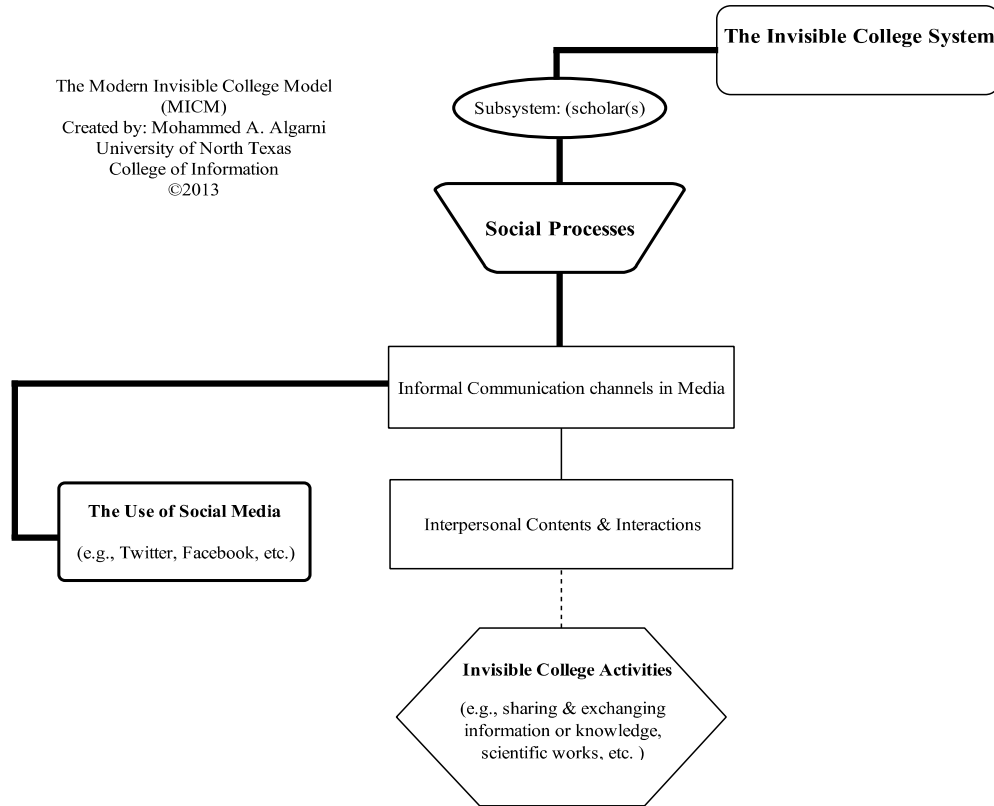 The Invisible College System
The Modern Invisible College Model
(MICM)
Created by: Mohammed A. Algarni
University of North Texas
College of Information
©2013
Subsystem: (scholar(s)
Social Processes
Informal Communication channels in Media
The Use of Social Media
(e.g., Twitter, Facebook, etc.)
Interpersonal Contents & Interactions
Invisible College Activities
(e.g., sharing & exchanging
information or knowledge,
scientific works, etc. )